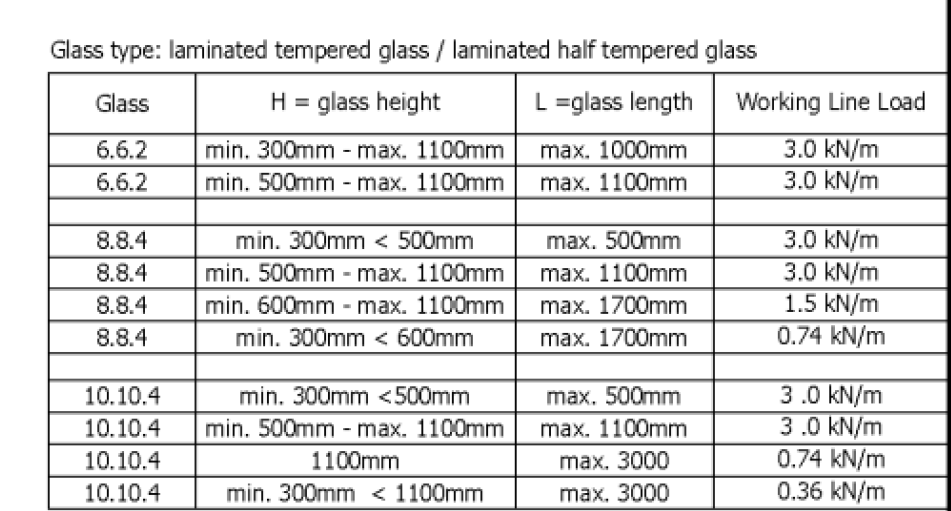 Glass type: laminated tempered glass / laminated half tempered glass
Glass H = glass height L =glass length Working Line Load
6.6.2 min. 300mm - max. 1100mm max. 1000mm 3.0 kN/m
6.6.2 min. 500mm - max. 1100mm max. 1100mm 3.0 kN/m
8.8.4 min. 300mm < 500mm max. 500mm 3.0 kN/m
8.8.4 min. 500mm - max. 1100mm max. 1100mm 3.0 kN/m
8.8.4 min. 600mm - max. 1100mm max. 1700mm 1.5 kN/m
8.8.4 min. 300mm < 600mm max. 1700mm 0.74 kN/m
10.10.4 min. 300mm <500mm max. 500mm 3 .0 kN/m
10.10.4 min. 500mm - max. 1100mm max. 1100mm 3 .0 kN/m
10.10.4 1100mm max. 3000 0.74 kN/m
10.10.4 min. 300mm < 1100mm max. 3000 0.36 kN/m